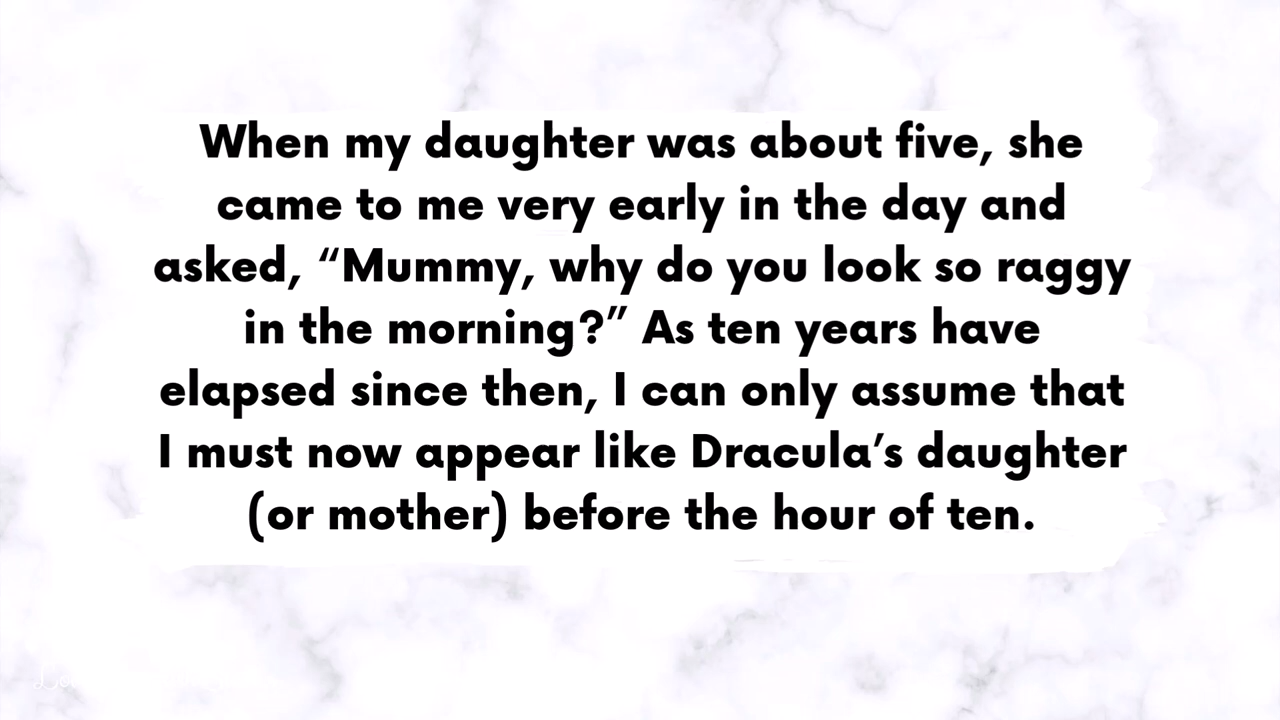 When my daughter was about five, she
came to me very early in the day and
asked, “Mummy, why do you look so raggy
in the morning?” As ten years have
elapsed since then, I can only assume that
I must now appear like Dracula’s daughter
(or mother) before the hour of ten.